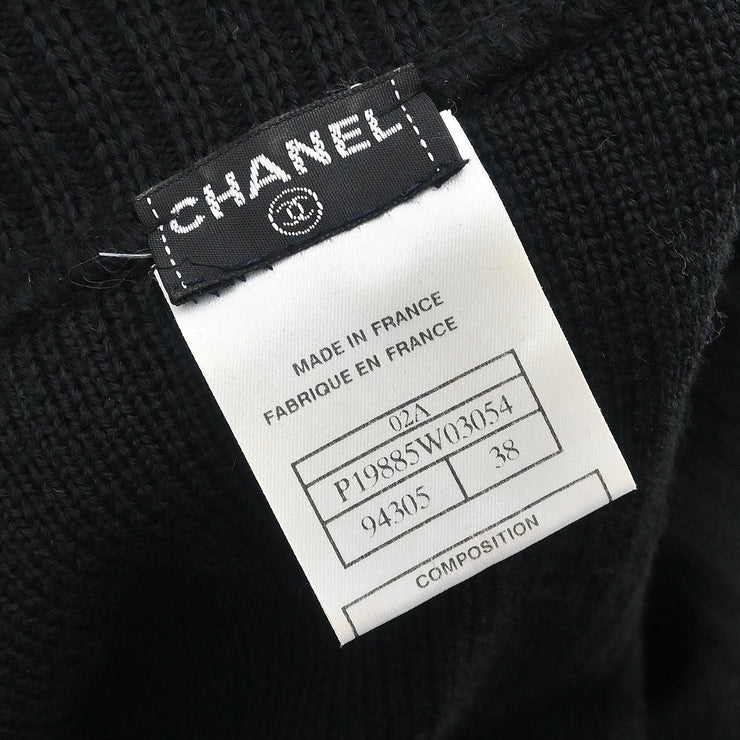 CHANEL
MADE IN FRANCE
FABRIQUE EN FRANCE
02A
P19885W03054
94305 38
COMPOSITION